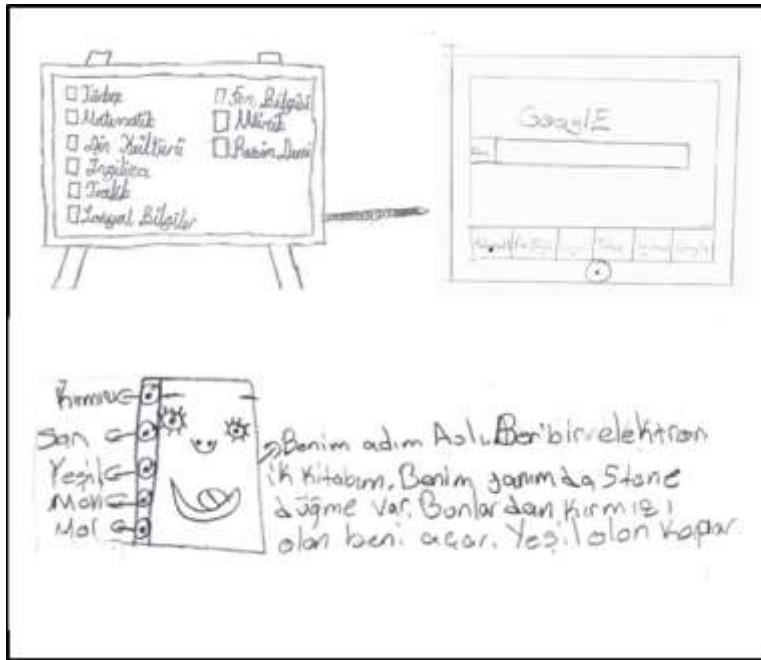 Türkçe
Matematik
Din Kültürü
İngilizce
Trafik
Sosyal Bilgiler
Fen Bilgisi
Müzik
Resim Dersi
GooglE
Kırmızı
Sarı
Yeşil
Mavi
Mor
Benim adım Aslı. Ben bir elektron
ik kitabım. Benim yanımda 5 tane
düğme var. Bonlardan kırmızı
olan beni açar. Yeşil olan kapar.